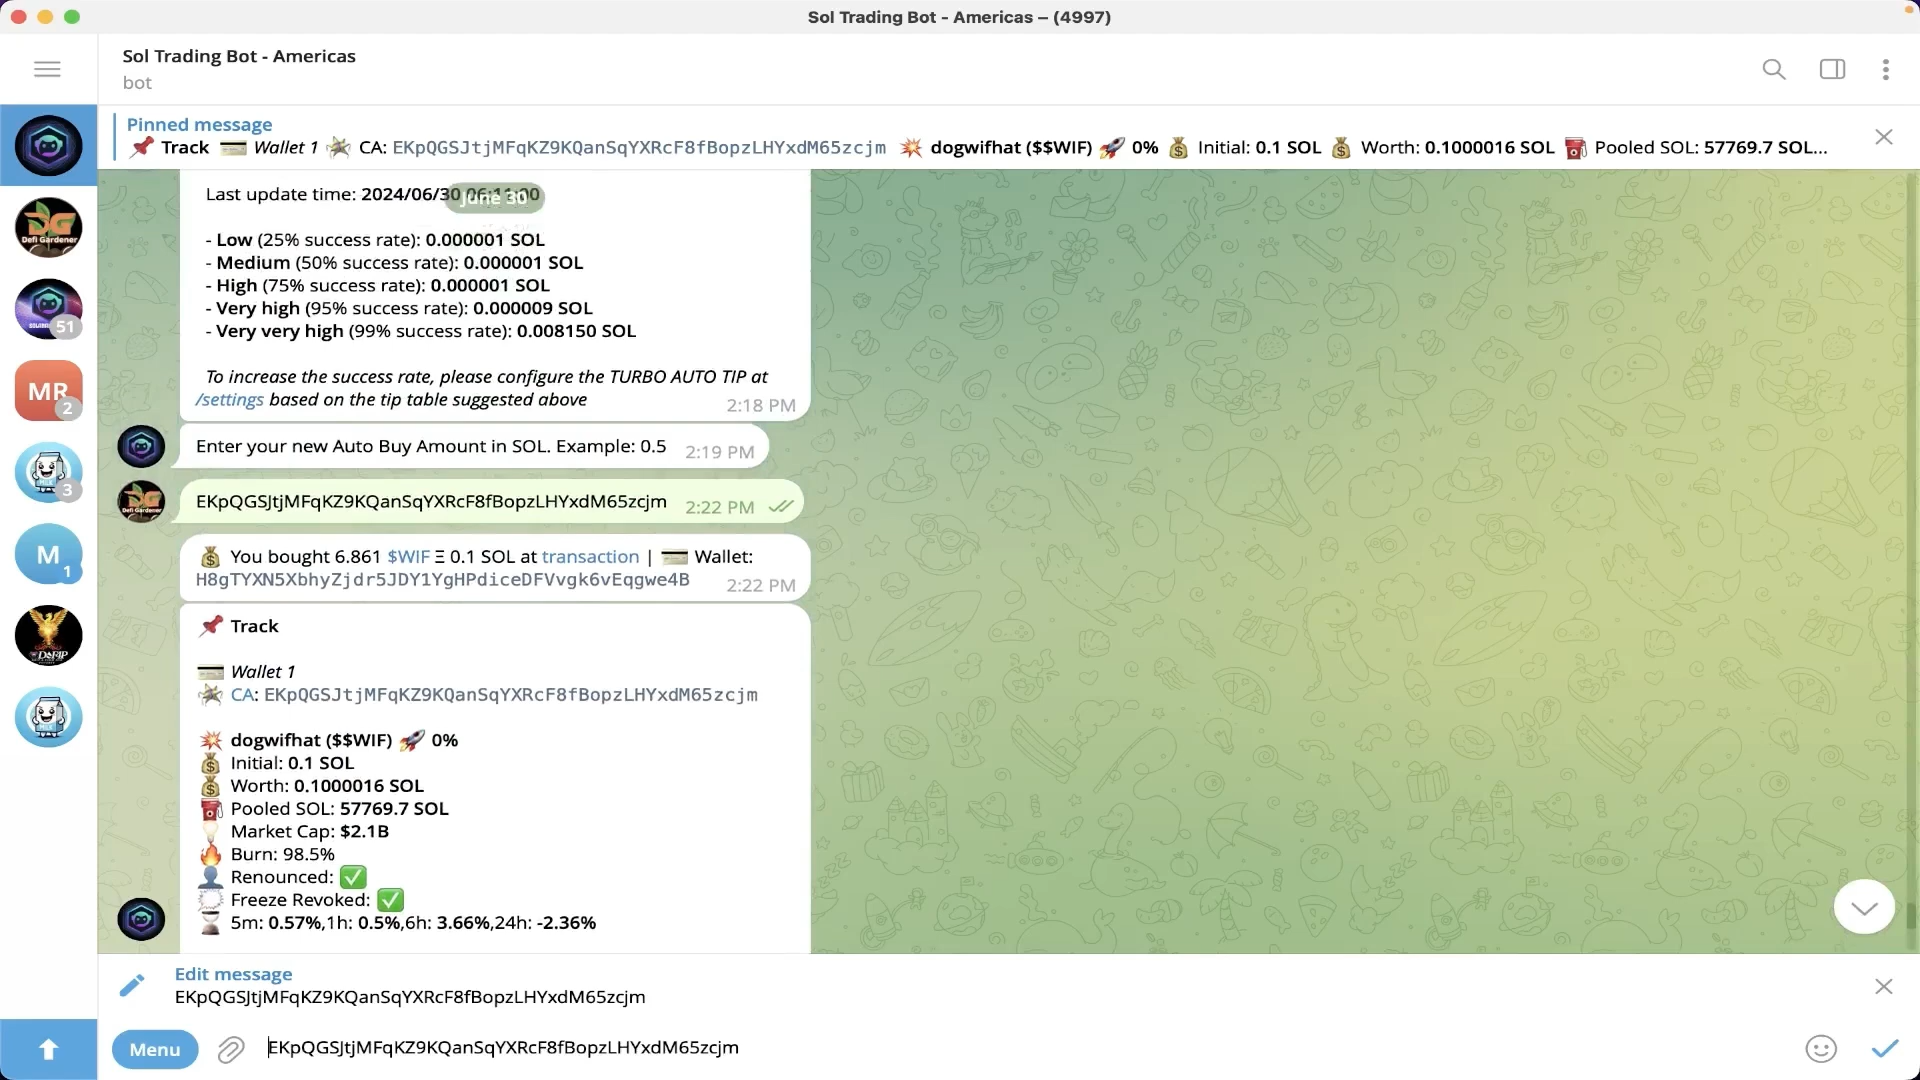 Sol Trading Bot - Americas – (4997)
Sol Trading Bot - Americas
bot
Pinned message
Track Wallet 1 CA: EKpQGSJtjMFqKZ9KQanSqYXRcF8fBopzLHYxdM65zcjm dogwifhat ($$WIF) 0% Initial: 0.1 SOL Worth: 0.1000016 SOL Pooled SOL: 57769.7 SOL...
Last update time: 2024/06/30 06:11:00
June 30
- Low (25% success rate): 0.000001 SOL
- Medium (50% success rate): 0.000001 SOL
- High (75% success rate): 0.000001 SOL
- Very high (95% success rate): 0.000009 SOL
- Very very high (99% success rate): 0.008150 SOL
To increase the success rate, please configure the TURBO AUTO TIP at
/settings based on the tip table suggested above
2:18 PM
Enter your new Auto Buy Amount in SOL. Example: 0.5 2:19 PM
EKpQGSJtjMFqKZ9KQanSqYXRcF8fBopzLHYxdM65zcjm 2:22 PM
You bought 6.861 $WIF Ξ 0.1 SOL at transaction | Wallet:
H8gTYXN5XbhyZjdr5JDY1YgHPdiceDFVvgk6vEqgwe4B 2:22 PM
Track
Wallet 1
CA: EKpQGSJtjMFqKZ9KQanSqYXRcF8fBopzLHYxdM65zcjm
dogwifhat ($$WIF) 0%
Initial: 0.1 SOL
Worth: 0.1000016 SOL
Pooled SOL: 57769.7 SOL
Market Cap: $2.1B
Burn: 98.5%
Renounced:
Freeze Revoked:
5m: 0.57%,1h: 0.5%,6h: 3.66%,24h: -2.36%
Edit message
EKpQGSJtjMFqKZ9KQanSqYXRcF8fBopzLHYxdM65zcjm
Menu
EKpQGSJtjMFqKZ9KQanSqYXRcF8fBopzLHYxdM65zcjm
DG
Defi Gardener
51
MR
2
3
M
1